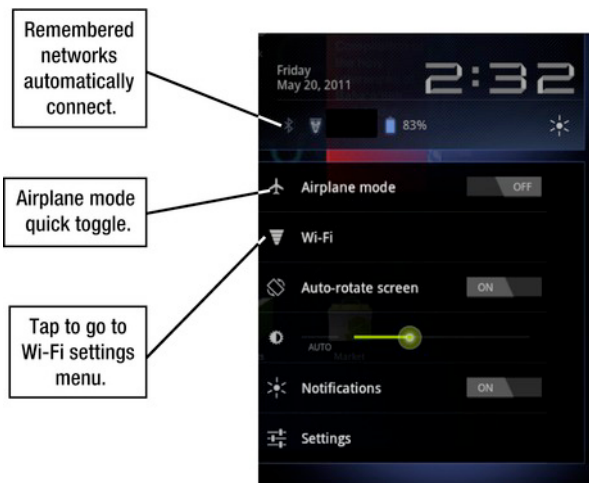 Remembered
networks
automatically
connect.
Airplane mode
quick toggle.
Tap to go to
Wi-Fi settings
menu.
Friday
May 20, 2011
2:32
83%
Airplane mode
OFF
Wi-Fi
Auto-rotate screen
ON
AUTO
Market
Notifications
ON
Settings